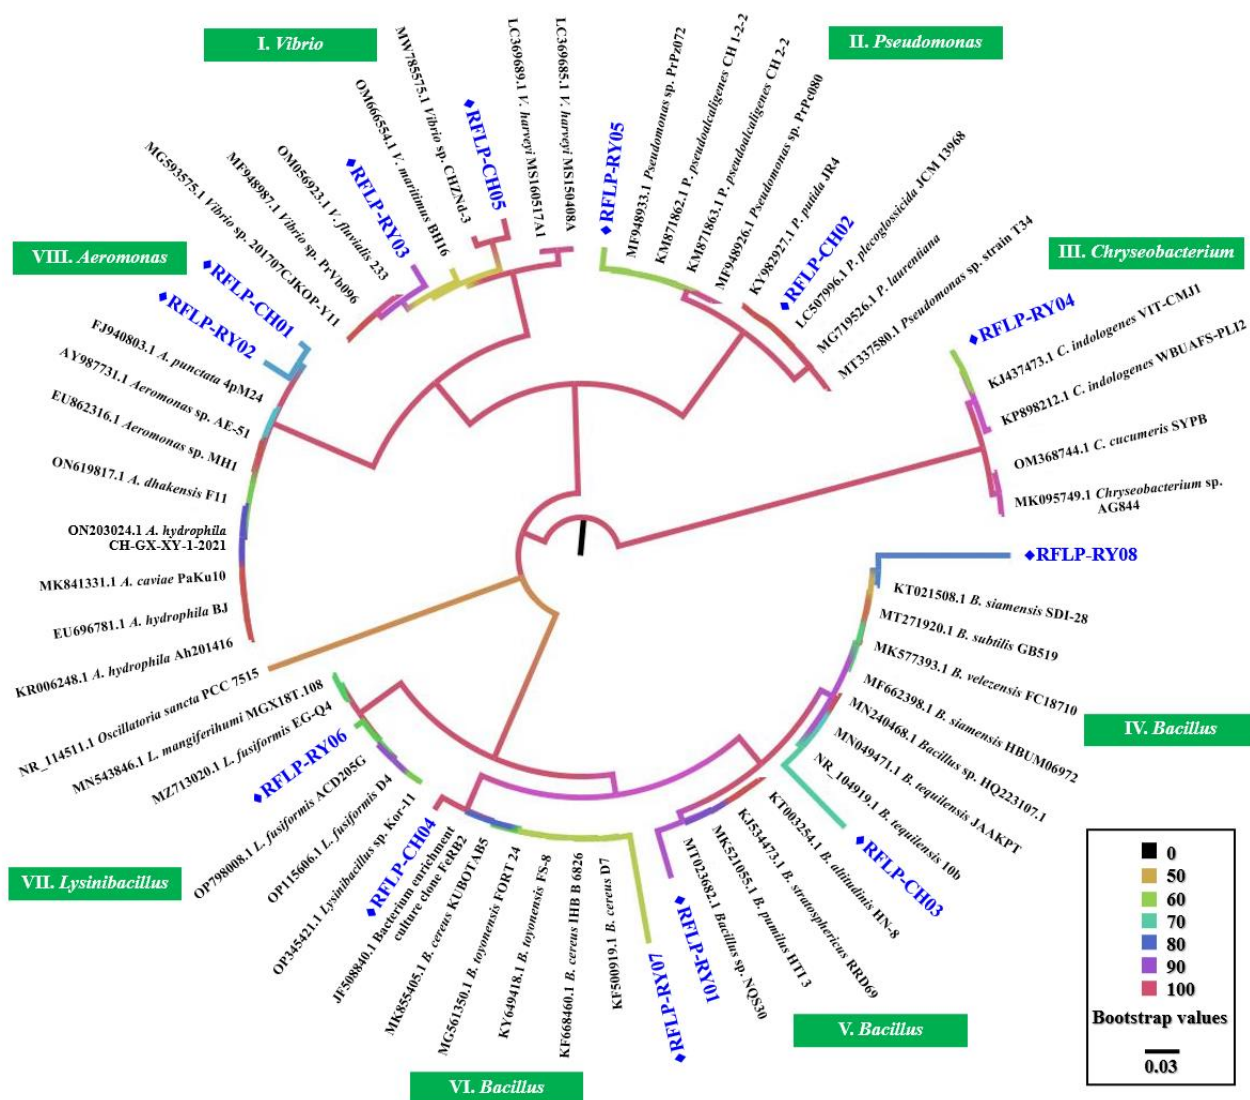 I. Vibrio
MG593575.1 Vibrio sp. 201707CJKOP-Y11
MF948987.1 Vibrio sp. PrVb096
OM056923.1 V. fluvialis 233
◆RFLP-RY03
OM666554.1 V. maritimus BH16
MW785575.1 Vibrio sp. CHZNd-3
◆RFLP-CH05
LC369689.1 V. harveyi MS160517A1
LC369685.1 V. harveyi MS150408A
II. Pseudomonas
◆RFLP-RY05
MF948933.1 Pseudomonas sp. PrPz072
KM871862.1 P. pseudoalcaligenes CH 1-2-2
KM871863.1 P. pseudoalcaligenes CH 2-2
MF948926.1 Pseudomonas sp. PrPc080
KY982927.1 P. putida JR4
◆RFLP-CH02
LC507996.1 P. plecoglossicida JCM 13968
MG719526.1 P. laurentiana
MT337580.1 Pseudomonas sp. strain T34
III. Chryseobacterium
◆RFLP-RY04
KJ437473.1 C. indologenes VIT-CMJ1
KP898212.1 C. indologenes WBUAFS-PLI2
OM368744.1 C. cucumeris SYPB
MK095749.1 Chryseobacterium sp.
AG844
◆RFLP-RY08
KT021508.1 B. siamensis SDI-28
MT271920.1 B. subtilis GB519
MK577393.1 B. velezensis FC18710
MF662398.1 B. siamensis HBUM06972
MN240468.1 Bacillus sp. HQ223107.1
MN049471.1 B. tequilensis JAAKPT
NR_104919.1 B. tequilensis 10b
◆RFLP-CH03
IV. Bacillus
KT003254.1 B. altitudinis HN-8
KJ534473.1 B. stratosphericus RRD69
MK521055.1 B. pumilus HTI 3
MT023682.1 Bacillus sp. NQS30
◆RFLP-RY01
V. Bacillus
◆RFLP-RY07
KF500919.1 B. cereus D7
KF668460.1 B. cereus IHB B 6826
KY649418.1 B. toyonensis FS-8
MG561350.1 B. toyonensis FORT 24
MK855405.1 B. cereus KUBOTAB5
JF508840.1 Bacterium enrichment
culture clone FeRB2
◆RFLP-CH04
VI. Bacillus
OP345421.1 Lysinibacillus sp. Kor-11
OP115606.1 L. fusiformis D4
OP798008.1 L. fusiformis ACD205G
◆RFLP-RY06
MZ713020.1 L. fusiformis EG-Q4
MN543846.1 L. mangiferihumi MGX18T.108
VII. Lysinibacillus
NR_114511.1 Oscillatoria sancta PCC 7515
KR006248.1 A. hydrophila Ah201416
EU696781.1 A. hydrophila BJ
MK841331.1 A. caviae PaKu10
ON203024.1 A. hydrophila
CH-GX-XY-1-2021
ON619817.1 A. dhakensis F11
EU862316.1 Aeromonas sp. MH1
AY987731.1 Aeromonas sp. AE-51
FJ940803.1 A. punctata 4pM24
◆RFLP-RY02
◆RFLP-CH01
VIII. Aeromonas
0
50
60
70
80
90
100
Bootstrap values
0.03